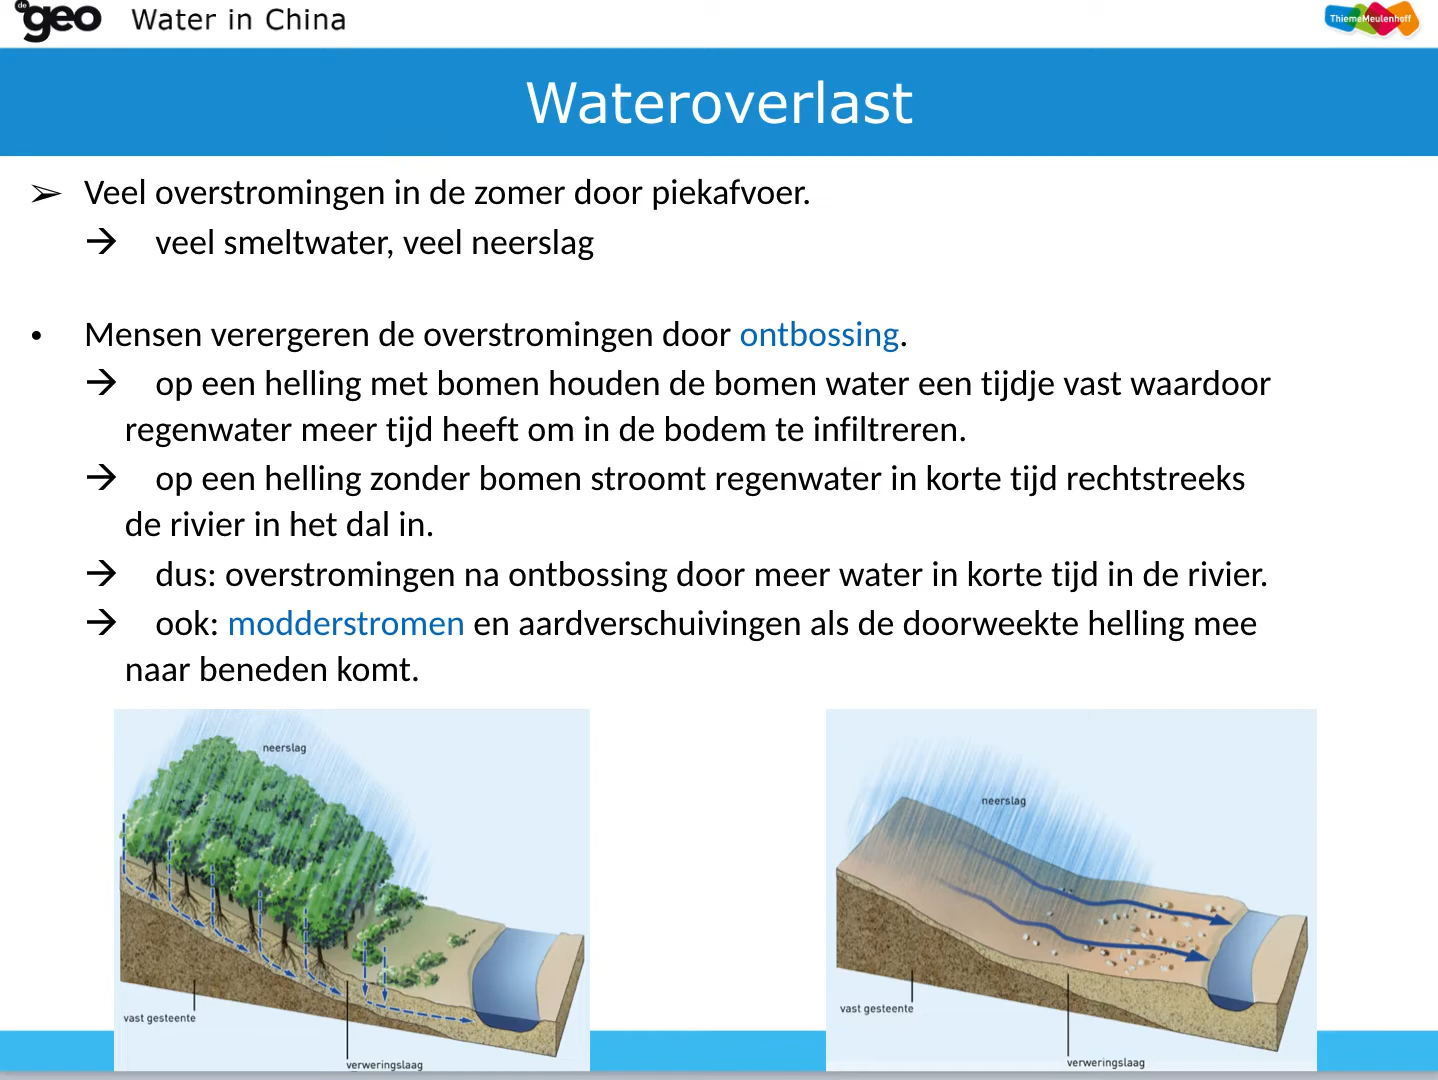 de geo Water in China
ThiemeMeulenhoff
Wateroverlast
➢ Veel overstromingen in de zomer door piekafvoer.
→ veel smeltwater, veel neerslag
• Mensen verergeren de overstromingen door ontbossing.
→ op een helling met bomen houden de bomen water een tijdje vast waardoor
regenwater meer tijd heeft om in de bodem te infiltreren.
→ op een helling zonder bomen stroomt regenwater in korte tijd rechtstreeks
de rivier in het dal in.
→ dus: overstromingen na ontbossing door meer water in korte tijd in de rivier.
→ ook: modderstromen en aardverschuivingen als de doorweekte helling mee
naar beneden komt.
neerslag
vast gesteente
verweringslaag
neerslag
vast gesteente
verweringslaag